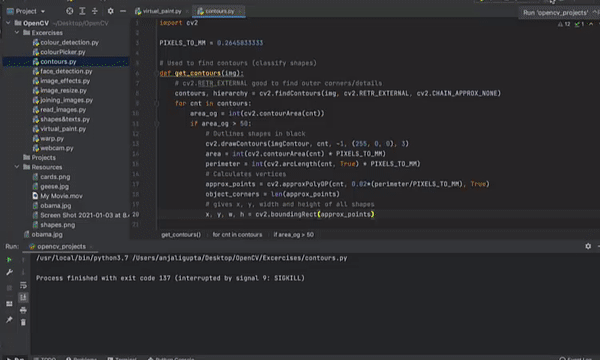 Project
virtual_paint.py
contours.py
Run 'opencv_projects'
OpenCV ~/Desktop/OpenCV
Excercises
colour_detection.py
colourPicker.py
contours.py
face_detection.py
image_effects.py
image_resize.py
joining_images.py
read_images.py
shapes&texts.py
virtual_paint.py
warp.py
webcam.py
Projects
Resources
cards.png
geese.jpg
My Movie.mov
obama.jpg
Screen Shot 2021-01-03 at 8.4
shapes.png
obama.jpg
import cv2
PIXELS_TO_MM = 0.2645833333
# Used to find contours (classify shapes)
def get_contours(img):
# cv2.RETR_EXTERNAL good to find outer corners/details
contours, hierarchy = cv2.findContours(img, cv2.RETR_EXTERNAL, cv2.CHAIN_APPROX_NONE)
for cnt in contours:
area_og = int(cv2.contourArea(cnt))
if area_og > 50:
# Outlines shapes in black
cv2.drawContours(imgContour, cnt, -1, (255, 0, 0), 3)
area = int(cv2.contourArea(cnt) * PIXELS_TO_MM)
perimeter = int(cv2.arcLength(cnt, True) * PIXELS_TO_MM)
# Calculates vertices
approx_points = cv2.approxPolyDP(cnt, 0.02*(perimeter/PIXELS_TO_MM), True)
object_corners = len(approx_points)
# gives x, y, width and height of all shapes
x, y, w, h = cv2.boundingRect(approx_points)
get_contours() for cnt in contours if area_og > 50
Run: opencv_projects
/usr/local/bin/python3.7 /Users/anjaligupta/Desktop/OpenCV/Excercises/contours.py
Process finished with exit code 137 (interrupted by signal 9: SIGKILL)